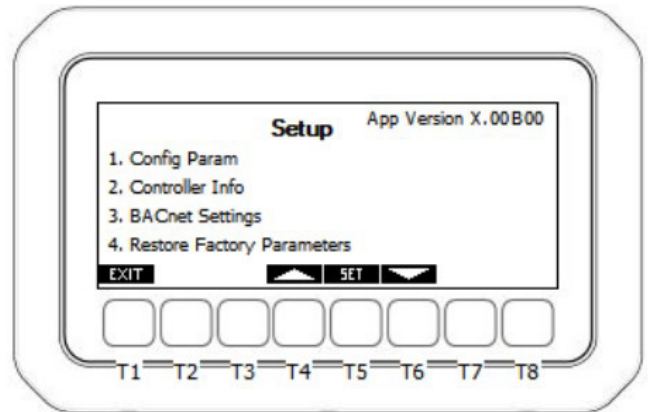 Setup
App Version X.00B00
1. Config Param
2. Controller Info
3. BACnet Settings
4. Restore Factory Parameters
EXIT SET
T1 T2 T3 T4 T5 T6 T7 T8